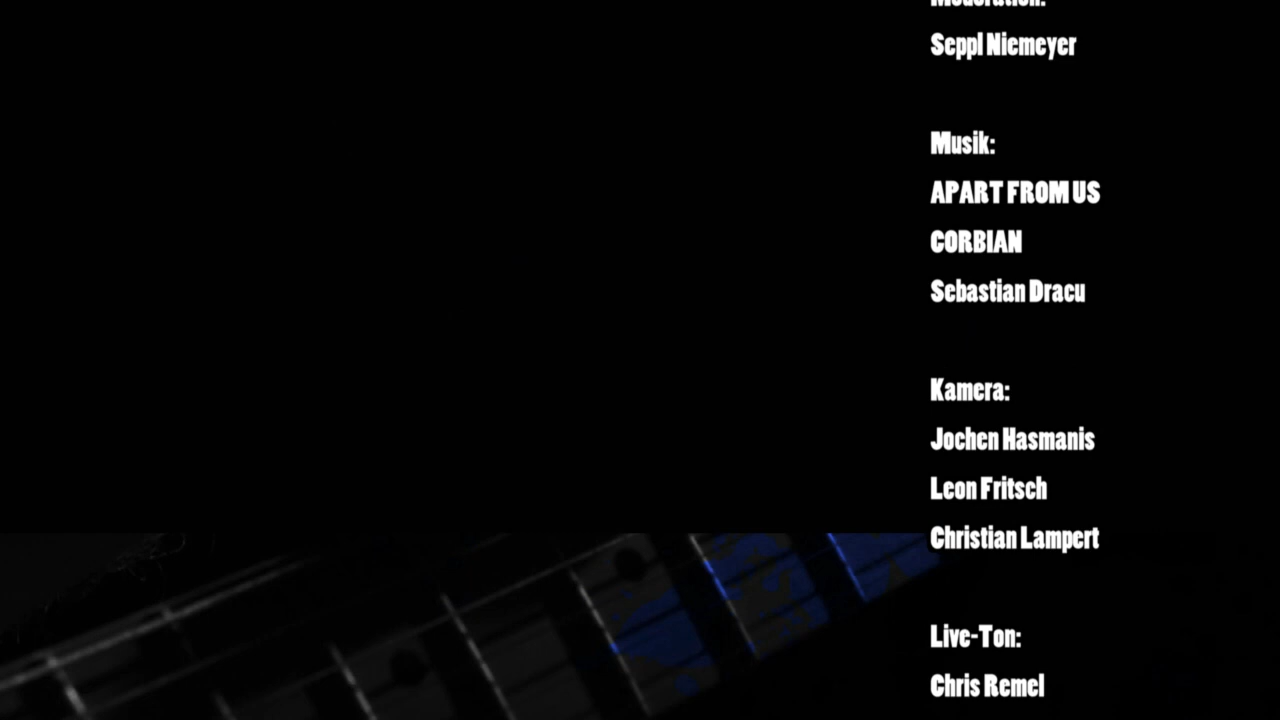 Moderation:
Seppl Niemeyer
Musik:
APART FROM US
CORBIAN
Sebastian Dracu
Kamera:
Jochen Hasmanis
Leon Fritsch
Christian Lampert
Live-Ton:
Chris Remel